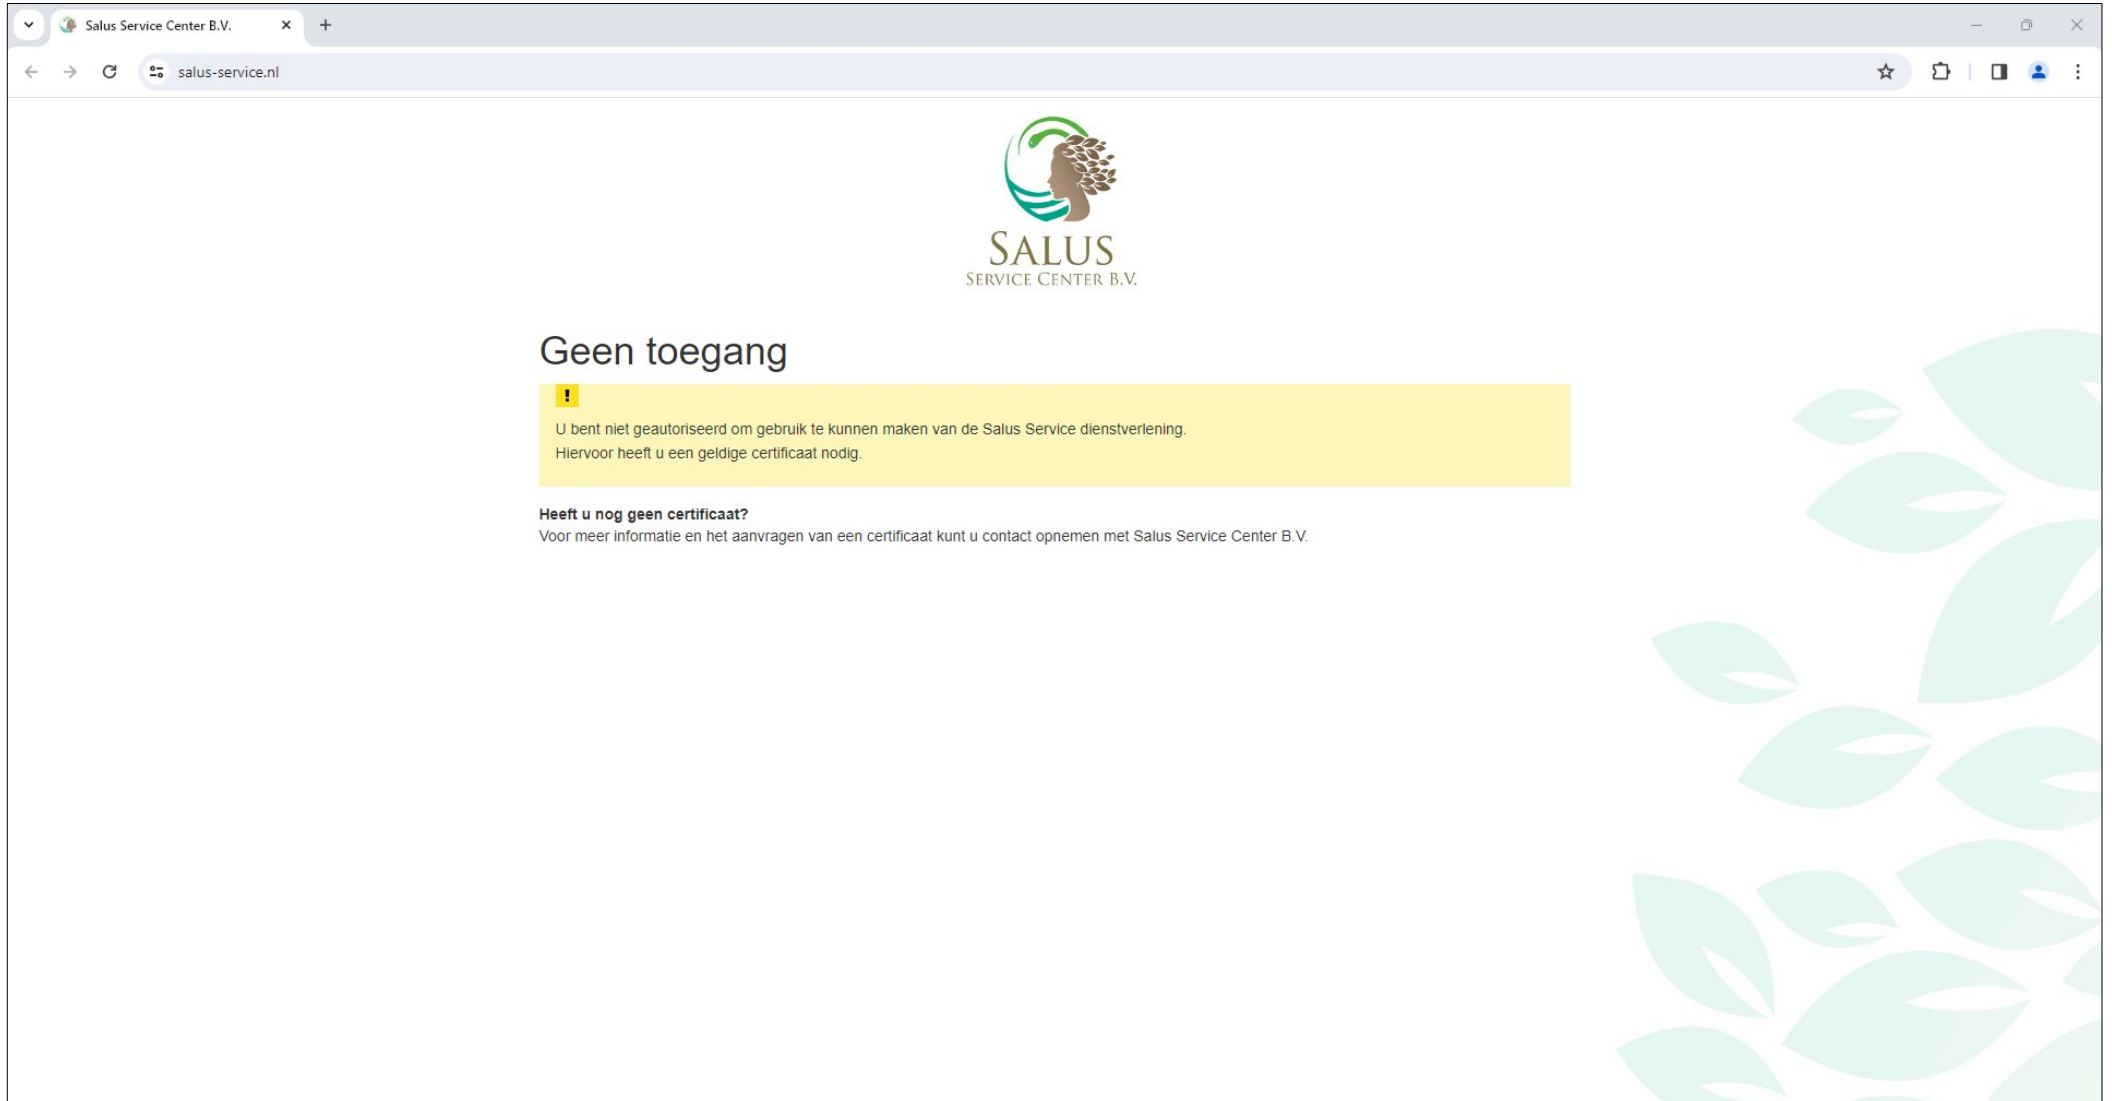 Salus Service Center B.V.
salus-service.nl
SALUS
SERVICE CENTER B.V.
Geen toegang
!
U bent niet geautoriseerd om gebruik te kunnen maken van de Salus Service dienstverlening.
Hiervoor heeft u een geldige certificaat nodig.
Heeft u nog geen certificaat?
Voor meer informatie en het aanvragen van een certificaat kunt u contact opnemen met Salus Service Center B.V.